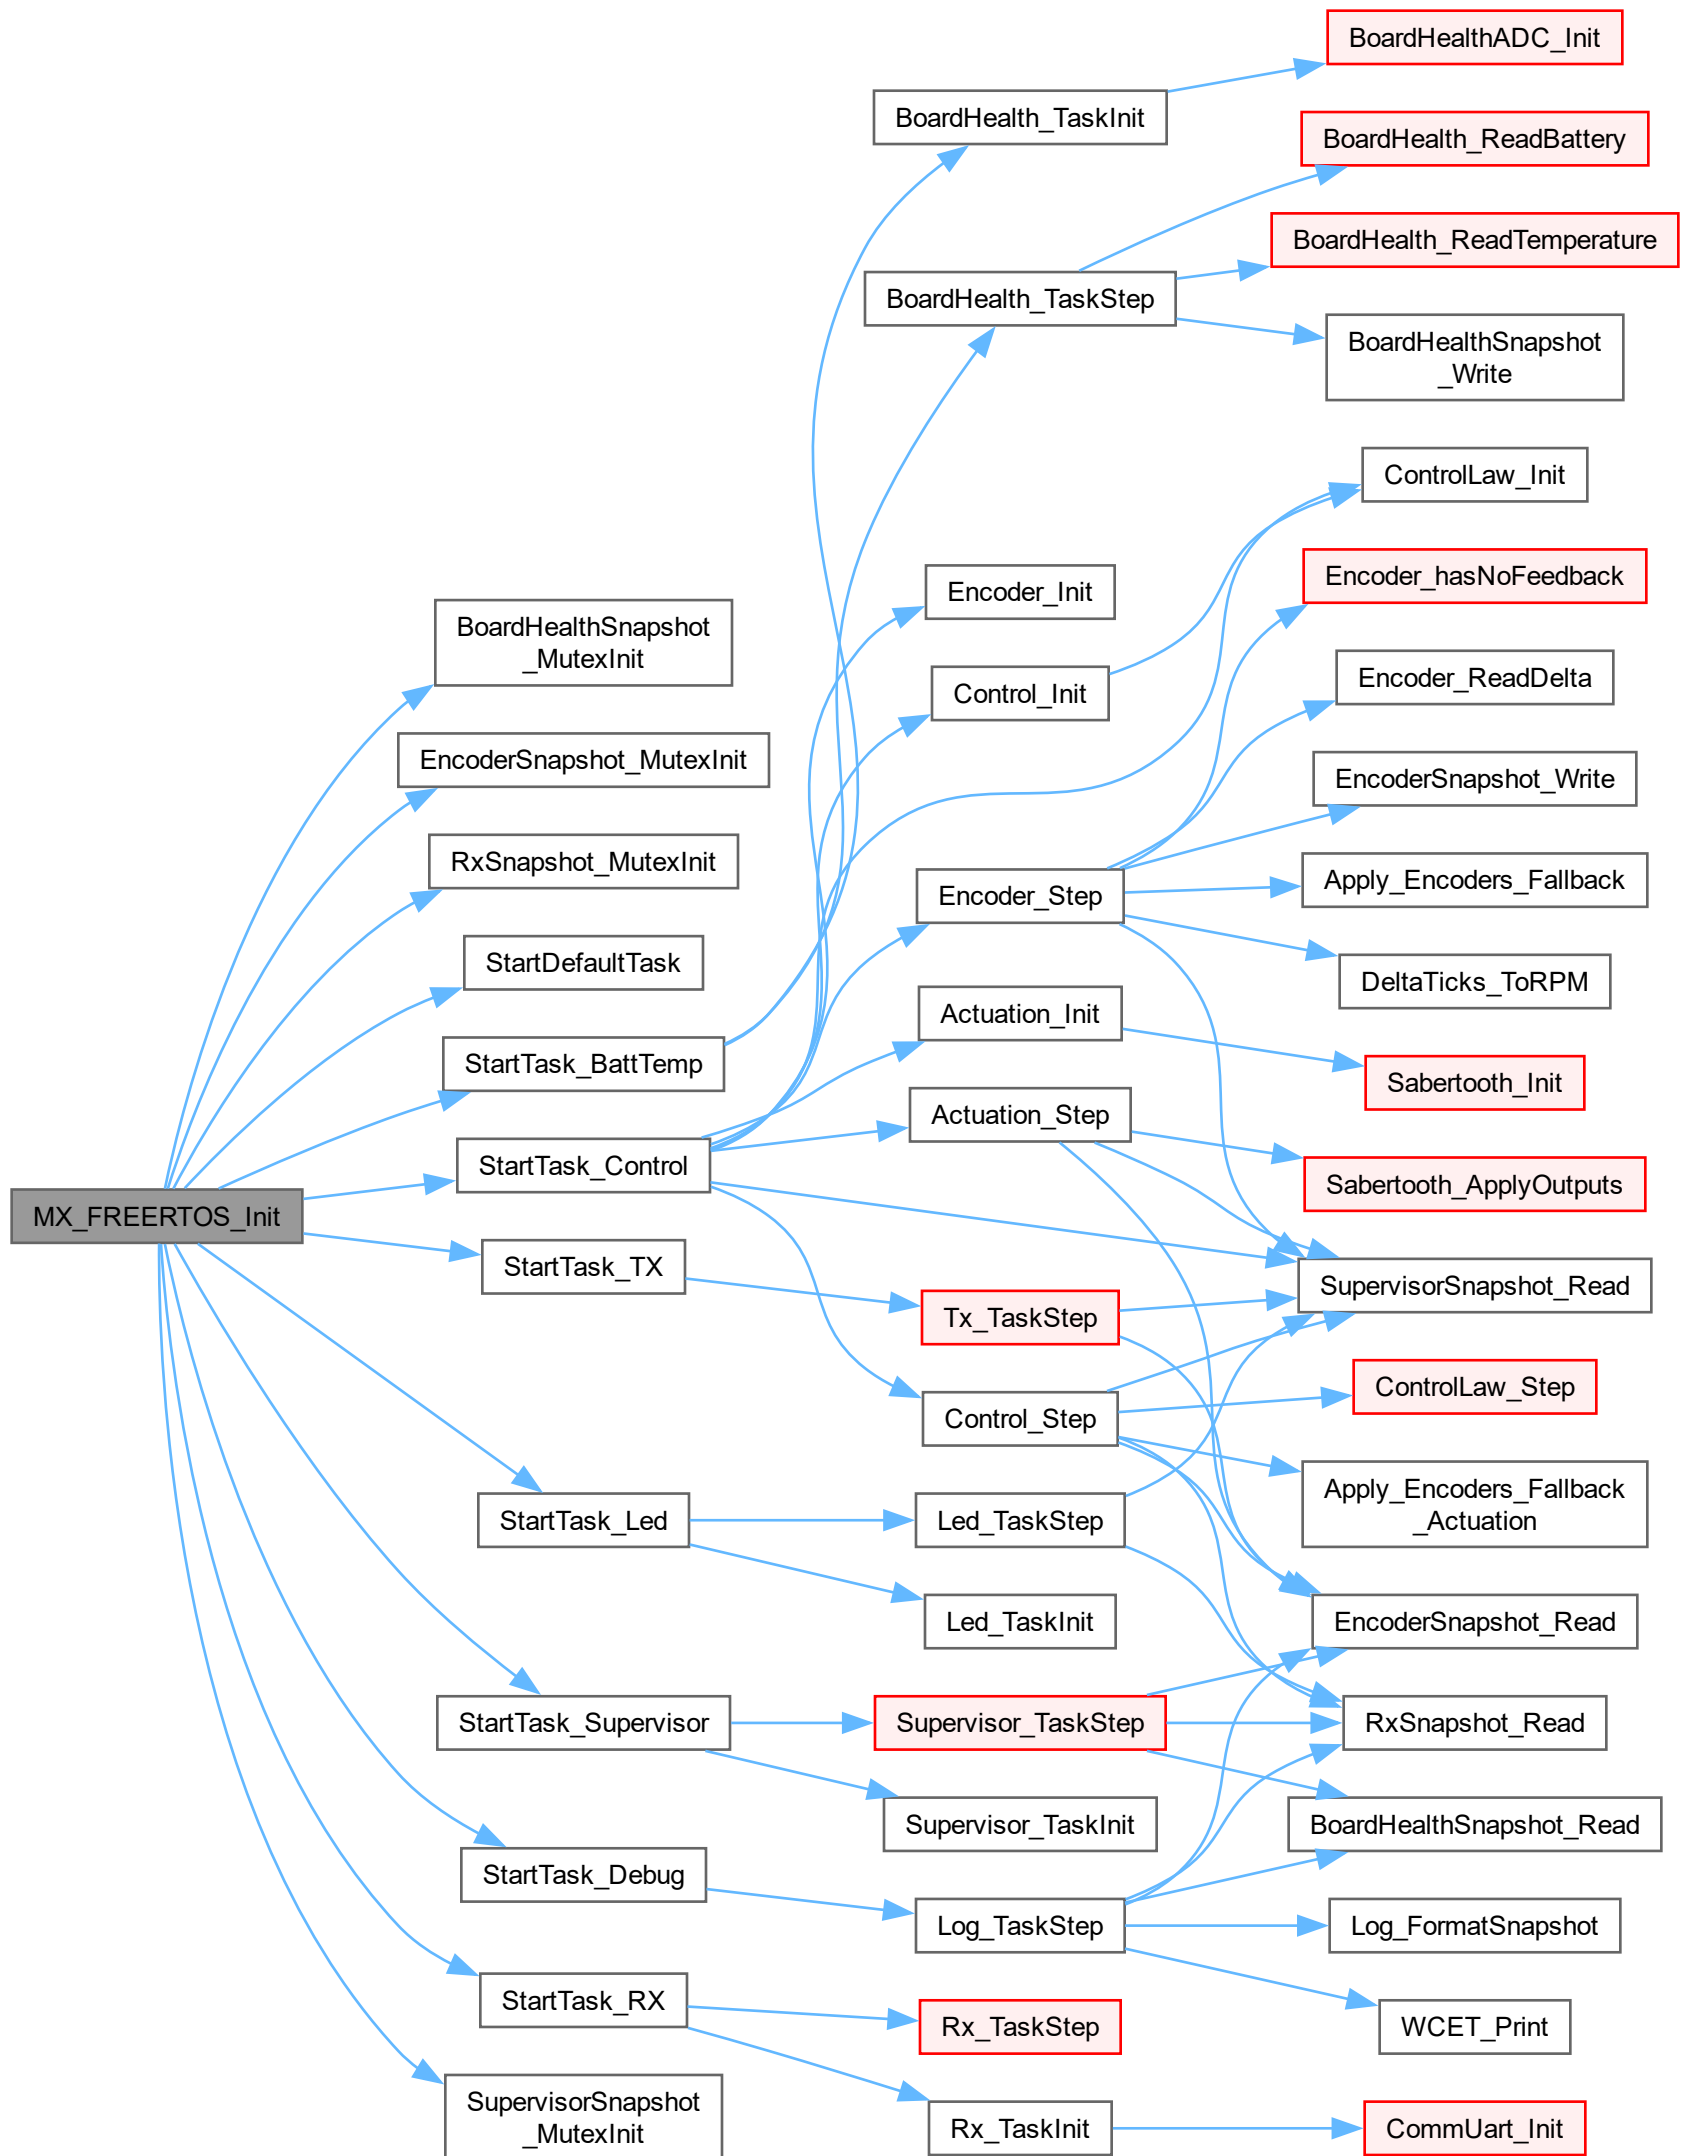 MX_FREERTOS_Init
BoardHealthSnapshot
_MutexInit
EncoderSnapshot_MutexInit
RxSnapshot_MutexInit
StartDefaultTask
StartTask_BattTemp
StartTask_Control
StartTask_TX
StartTask_Led
StartTask_Supervisor
StartTask_Debug
StartTask_RX
SupervisorSnapshot
_MutexInit
BoardHealth_TaskInit
BoardHealth_TaskStep
Encoder_Init
Control_Init
Encoder_Step
Actuation_Init
Actuation_Step
Tx_TaskStep
Control_Step
Led_TaskStep
Led_TaskInit
Supervisor_TaskStep
Supervisor_TaskInit
Log_TaskStep
Rx_TaskStep
Rx_TaskInit
BoardHealthADC_Init
BoardHealth_ReadBattery
BoardHealth_ReadTemperature
BoardHealthSnapshot
_Write
ControlLaw_Init
Encoder_hasNoFeedback
Encoder_ReadDelta
EncoderSnapshot_Write
Apply_Encoders_Fallback
DeltaTicks_ToRPM
Sabertooth_Init
Sabertooth_ApplyOutputs
SupervisorSnapshot_Read
ControlLaw_Step
Apply_Encoders_Fallback
_Actuation
EncoderSnapshot_Read
RxSnapshot_Read
BoardHealthSnapshot_Read
Log_FormatSnapshot
WCET_Print
CommUart_Init